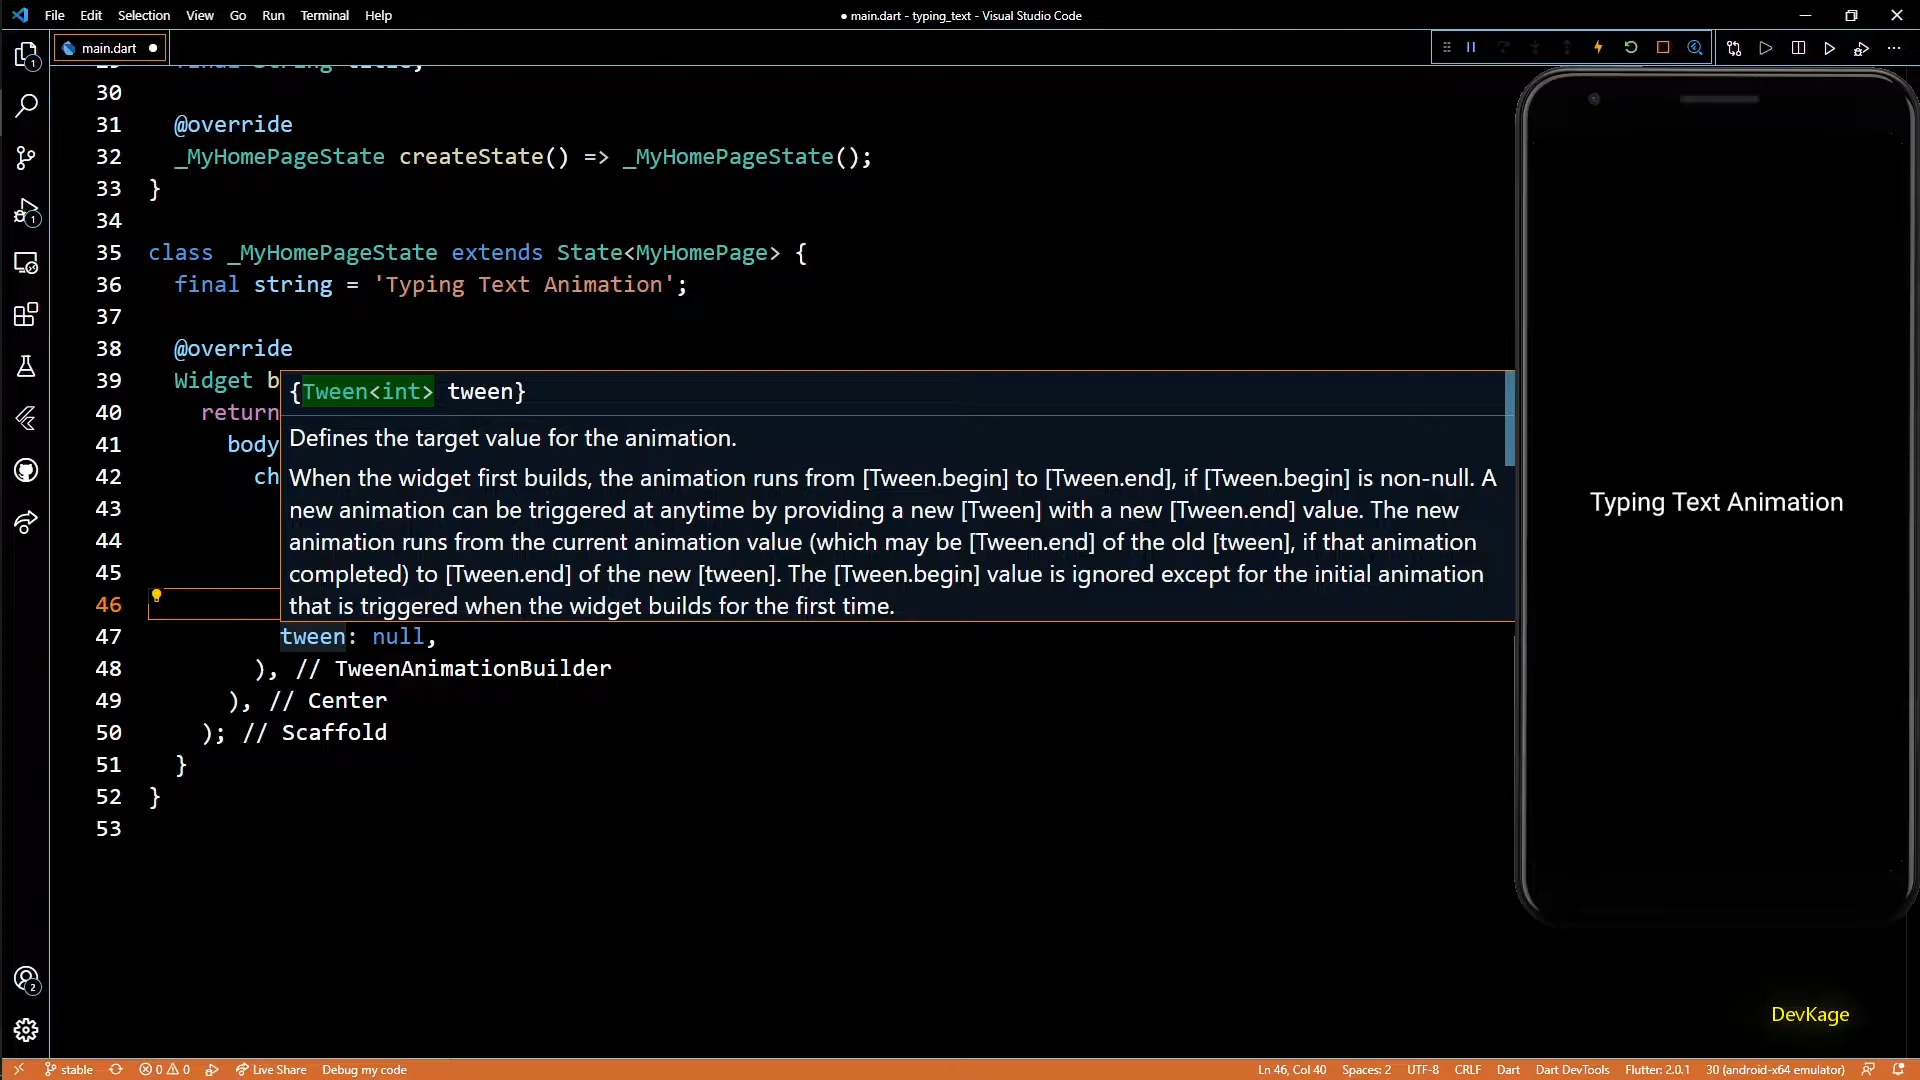 File Edit Selection View Go Run Terminal Help
● main.dart - typing_text - Visual Studio Code
main.dart ●
30
31 @override
32 _MyHomePageState createState() => _MyHomePageState();
33 }
34
35 class _MyHomePageState extends State<MyHomePage> {
36 final string = 'Typing Text Animation';
37
38 @override
39 Widget b
40 return
41 body
42 ch
43
44
45
46
{Tween<int> tween}
Defines the target value for the animation.
When the widget first builds, the animation runs from [Tween.begin] to [Tween.end], if [Tween.begin] is non-null. A
new animation can be triggered at anytime by providing a new [Tween] with a new [Tween.end] value. The new
animation runs from the current animation value (which may be [Tween.end] of the old [tween], if that animation
completed) to [Tween.end] of the new [tween]. The [Tween.begin] value is ignored except for the initial animation
that is triggered when the widget builds for the first time.
47 tween: null,
48 ), // TweenAnimationBuilder
49 ), // Center
50 ); // Scaffold
51 }
52 }
53
Typing Text Animation
1
1
2
DevKage
stable 0 0 Live Share Debug my code
Ln 46, Col 40 Spaces: 2 UTF-8 CRLF Dart Dart DevTools Flutter: 2.0.1 30 (android-x64 emulator)